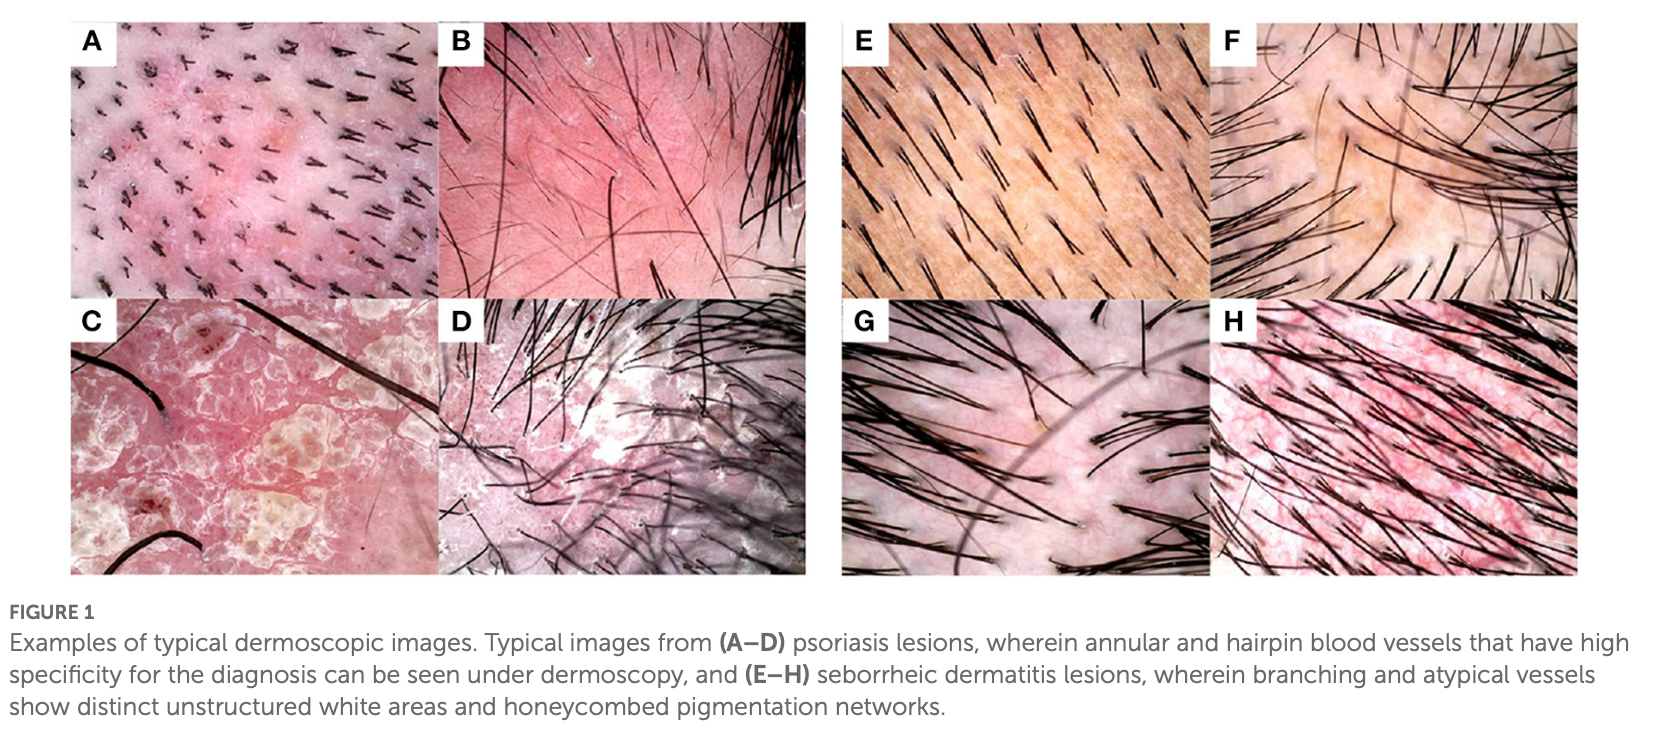 A
B
E
F
C
D
G
H
FIGURE 1
Examples of typical dermoscopic images. Typical images from (A–D) psoriasis lesions, wherein annular and hairpin blood vessels that have high
specificity for the diagnosis can be seen under dermoscopy, and (E–H) seborrheic dermatitis lesions, wherein branching and atypical vessels
show distinct unstructured white areas and honeycombed pigmentation networks.